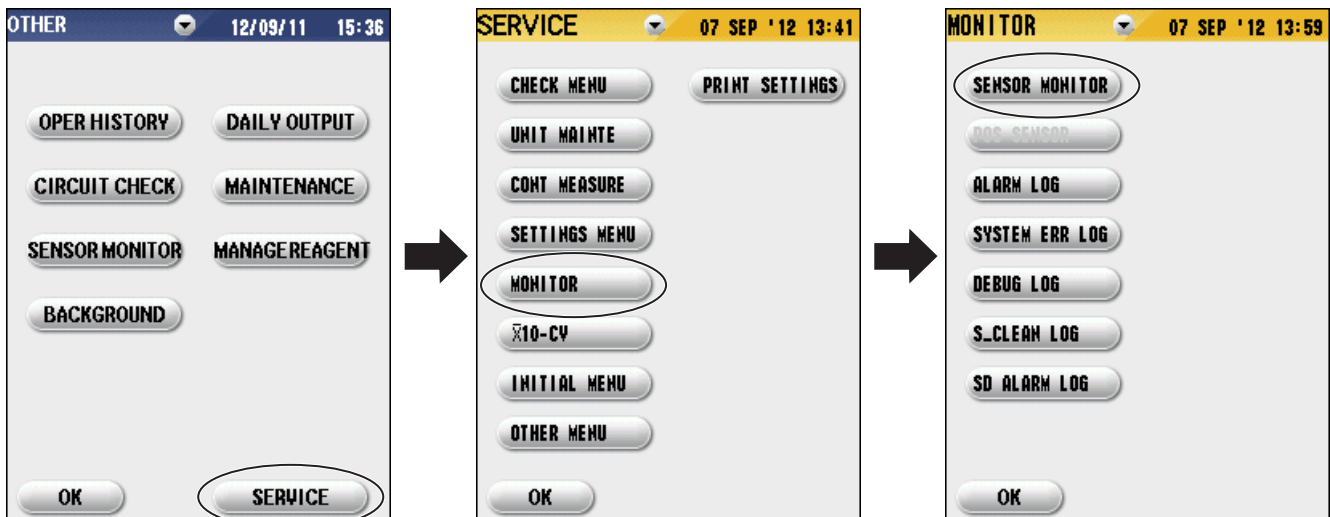 OTHER 12/09/11 15:36
OPER HISTORY DAILY OUTPUT
CIRCUIT CHECK MAINTENANCE
SENSOR MONITOR MANAGE REAGENT
BACKGROUND
OK SERVICE
SERVICE 07 SEP '12 13:41
CHECK MENU PRINT SETTINGS
UNIT MAINTE
CONT MEASURE
SETTINGS MENU
MONITOR
X̄10-CV
INITIAL MENU
OTHER MENU
OK
MONITOR 07 SEP '12 13:59
SENSOR MONITOR
POS SENSOR
ALARM LOG
SYSTEM ERR LOG
DEBUG LOG
S_CLEAN LOG
SD ALARM LOG
OK